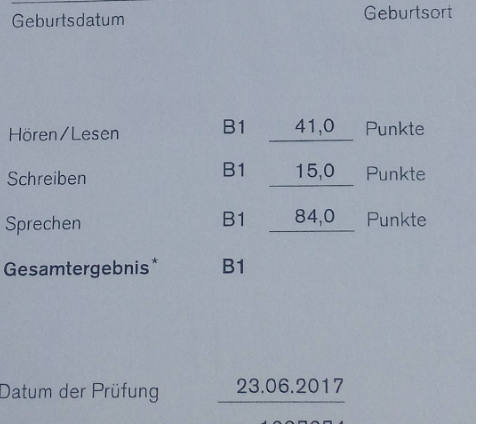 Geburtsdatum Geburtsort
Hören/Lesen B1 41,0 Punkte
Schreiben B1 15,0 Punkte
Sprechen B1 84,0 Punkte
Gesamtergebnis* B1
Datum der Prüfung 23.06.2017